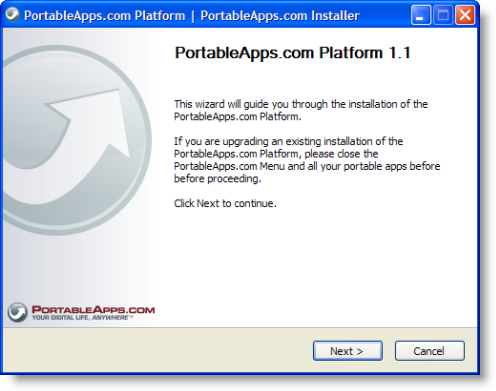 PortableApps.com Platform | PortableApps.com Installer
PortableApps.com Platform 1.1
This wizard will guide you through the installation of the
PortableApps.com Platform.
If you are upgrading an existing installation of the
PortableApps.com Platform, please close the
PortableApps.com Menu and all your portable apps before
before proceeding.
Click Next to continue.
PORTABLEAPPS.COM
YOUR DIGITAL LIFE, ANYWHERE™
Next >
Cancel